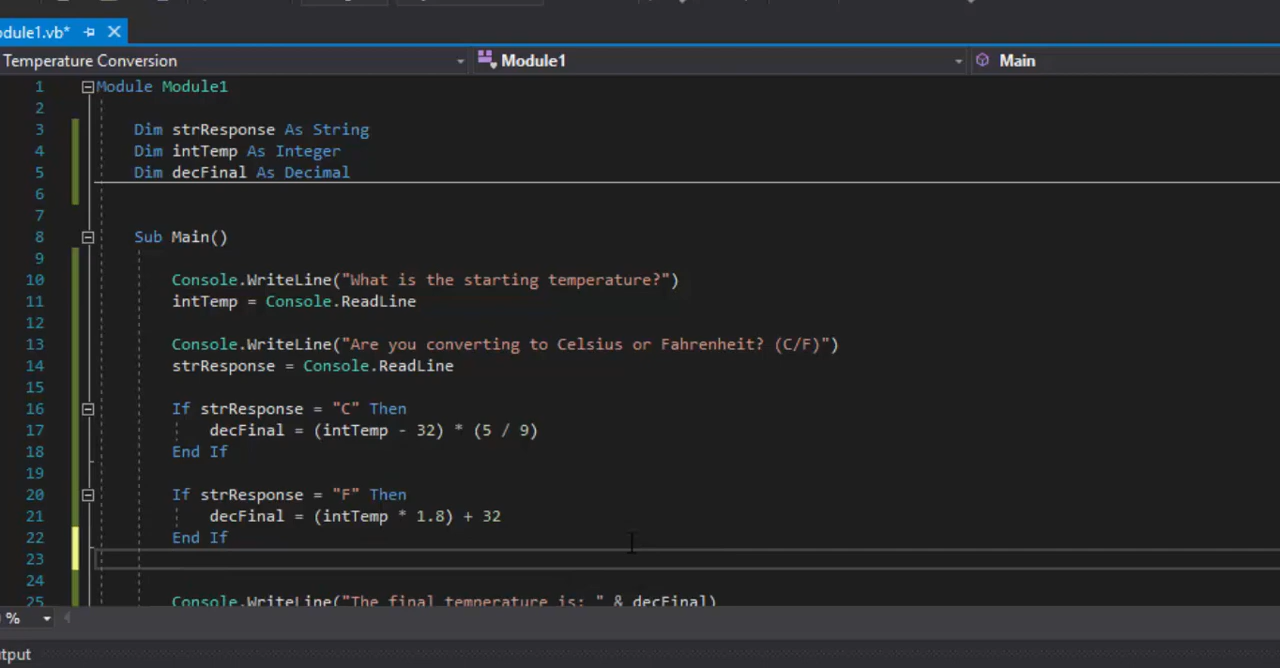 odule1.vb*
Temperature Conversion Module1 Main
1 Module Module1
2
3 Dim strResponse As String
4 Dim intTemp As Integer
5 Dim decFinal As Decimal
6
7
8 Sub Main()
9
10 Console.WriteLine("What is the starting temperature?")
11 intTemp = Console.ReadLine
12
13 Console.WriteLine("Are you converting to Celsius or Fahrenheit? (C/F)")
14 strResponse = Console.ReadLine
15
16 If strResponse = "C" Then
17 decFinal = (intTemp - 32) * (5 / 9)
18 End If
19
20 If strResponse = "F" Then
21 decFinal = (intTemp * 1.8) + 32
22 End If
23
24
25 Console.WriteLine("The final temperature is: " & decFinal)
%
tput